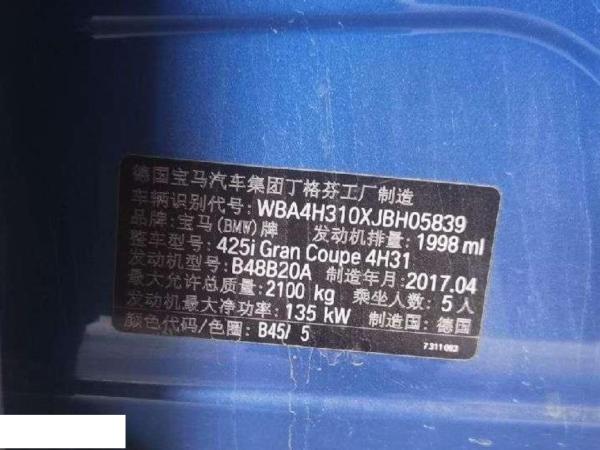 德国宝马汽车集团丁格芬工厂制造
车辆识别代号: WBA4H310XJBH05839
品牌: 宝马(BMW)牌 发动机排量: 1998 ml
整车型号: 425i Gran Coupe 4H31
发动机型号: B48B20A 制造年月: 2017.04
最大允许总质量: 2100 kg 乘坐人数: 5人
发动机最大净功率: 135 kW 制造国: 德国
颜色代码/色圈: B45/ 5
7311063